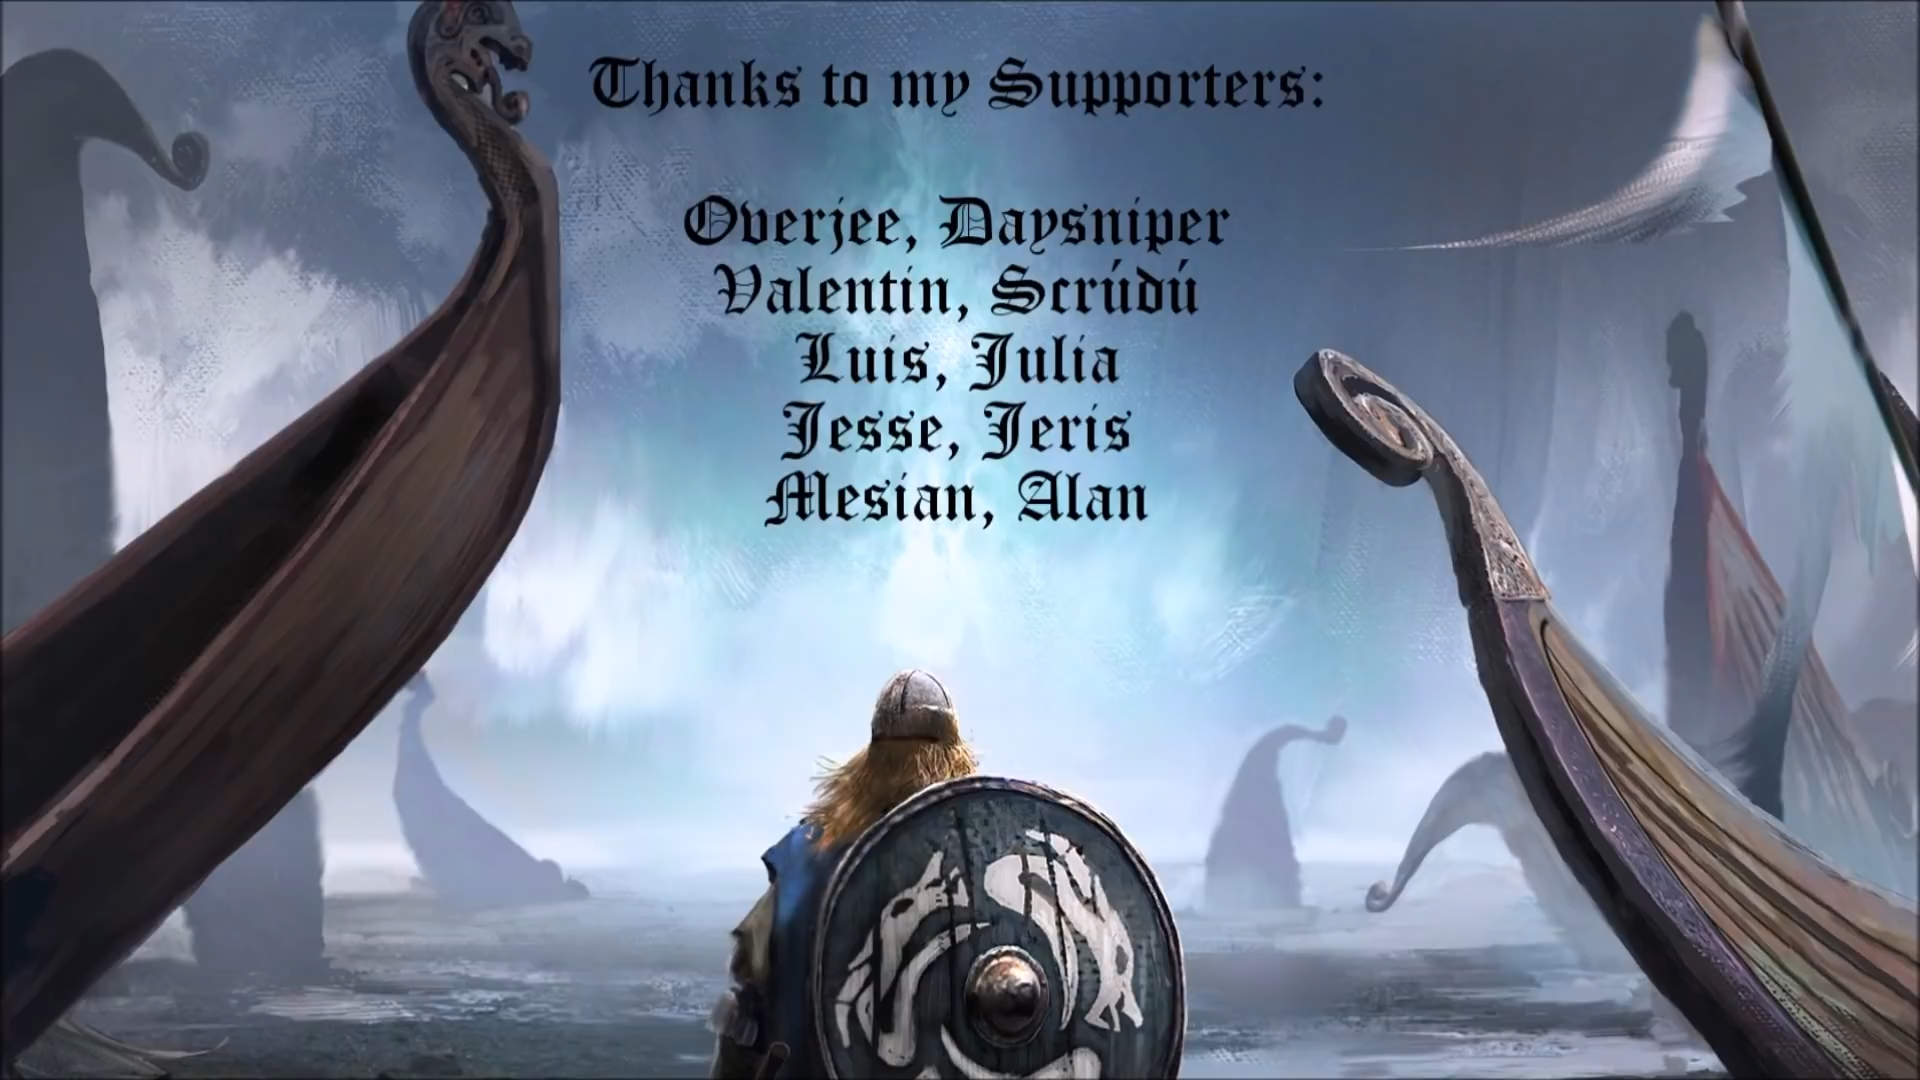 Thanks to my Supporters:
Overjee, Daysniper
Valentin, Scrúdú
Luis, Julia
Jesse, Jeris
Mesian, Alan